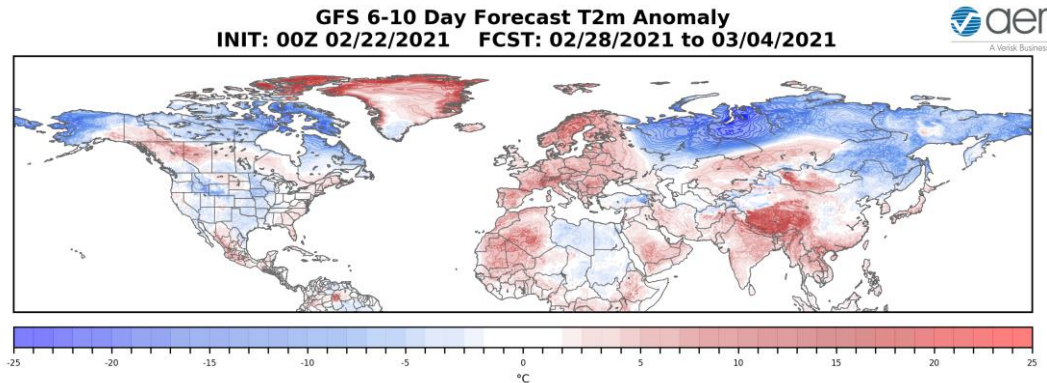 GFS 6-10 Day Forecast T2m Anomaly
INIT: 00Z 02/22/2021 FCST: 02/28/2021 to 03/04/2021
aer
A Verisk Business
-25 -20 -15 -10 -5 0 5 10 15 20 25
°C